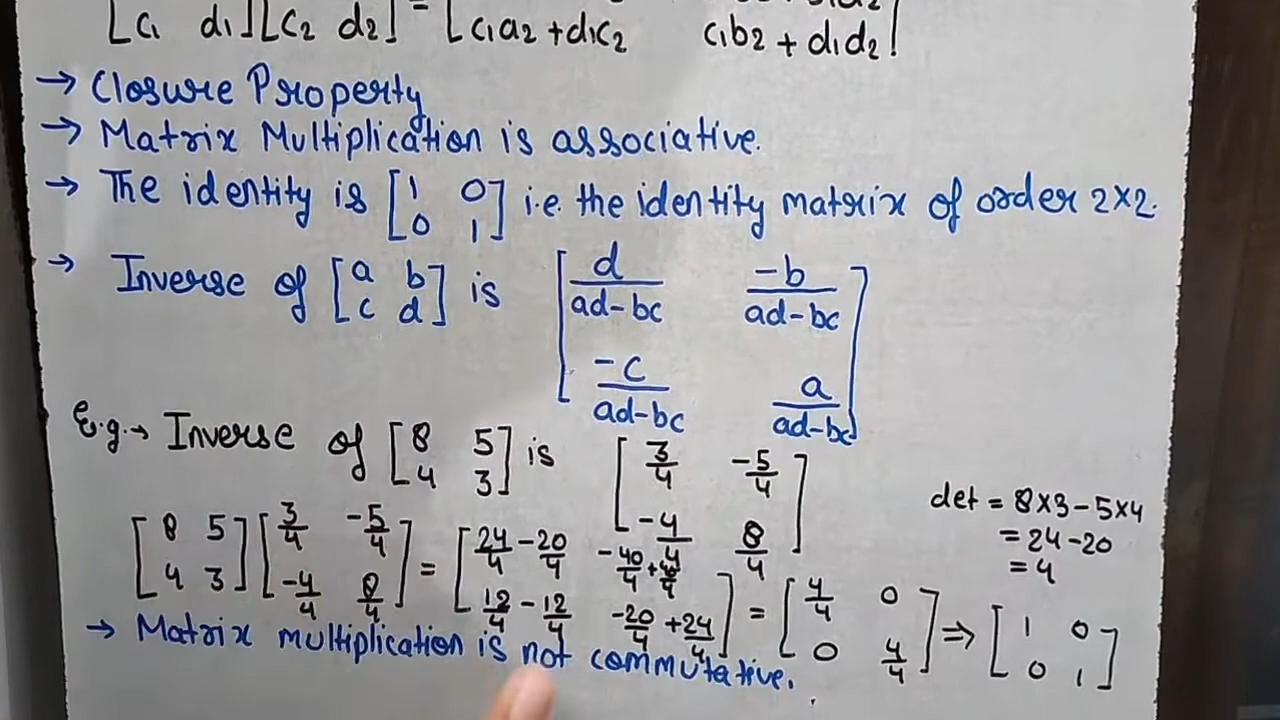 [c₁ d₁][c₂ d₂] = [c₁a₂ + d₁c₂ c₁b₂ + d₁d₂]
→ Closure Property
→ Matrix Multiplication is associative.
→ The identity is [1 0; 0 1] i.e. the identity matrix of order 2×2.
→ Inverse of [a b; c d] is [d/ad-bc -b/ad-bc; -c/ad-bc a/ad-bc]
E.g.→ Inverse of [8 5; 4 3] is [3/4 -5/4; -4/4 8/4]
det = 8×3 - 5×4
= 24 - 20
= 4
[8 5; 4 3][3/4 -5/4; -4/4 8/4] = [24/4 - 20/4 -40/4 + 40/4; 12/4 - 12/4 -20/4 + 24/4] = [4/4 0; 0 4/4] ⇒ [1 0; 0 1]
→ Matrix multiplication is not commutative.